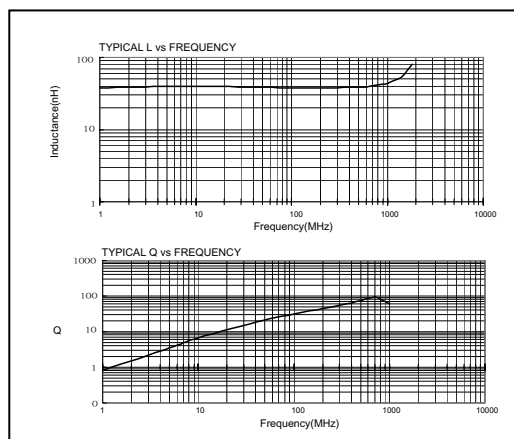 TYPICAL L vs FREQUENCY
100
10
1
Inductance(nH)
1 10 100 1000 10000
Frequency(MHz)
TYPICAL Q vs FREQUENCY
1000
100
10
1
0
Q
1 10 100 1000 10000
Frequency(MHz)